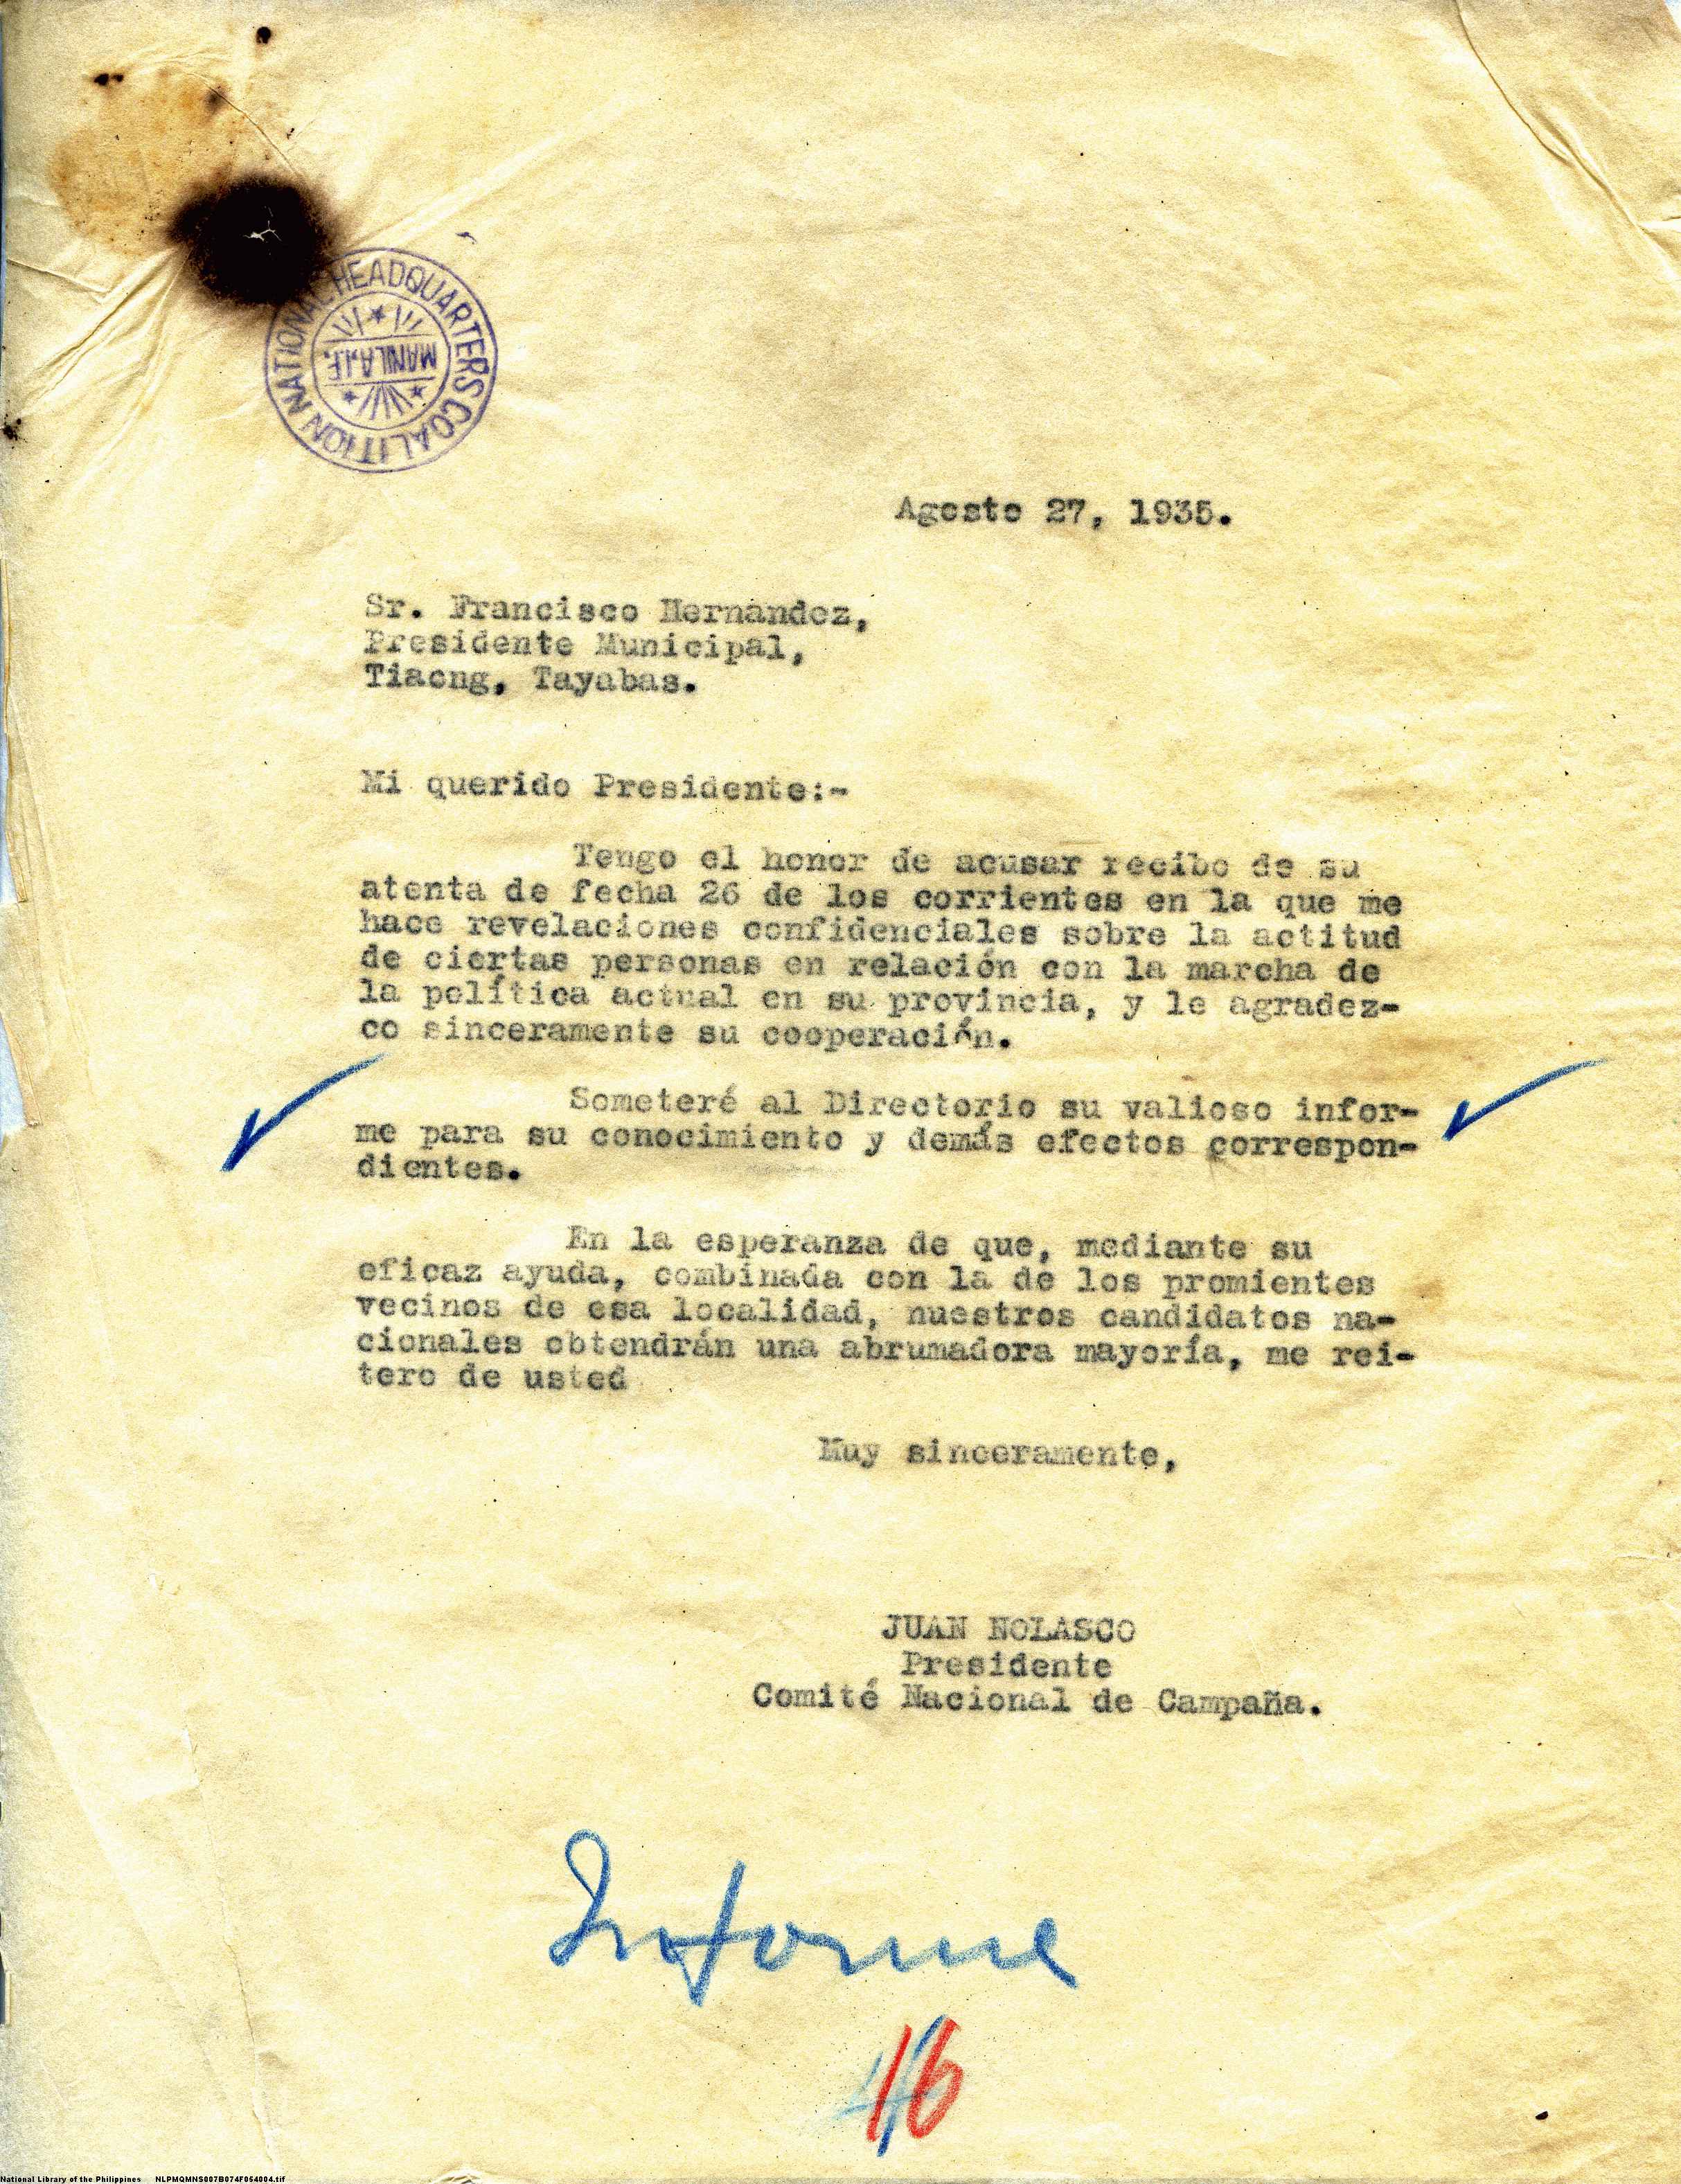 NATIONAL HEADQUARTERS COALITION
MANILA, I.F.
Agosto 27, 1935.
Sr. Francisco Hernandez,
Presidente Municipal,
Tiaong, Tayabas.
Mi querido Presidente:-
Tengo el honor de acusar recibo de su
atenta de fecha 26 de los corrientes en la que me
hace revelaciones confidenciales sobre la actitud
de ciertas personas en relación con la marcha de
la política actual en su provincia, y le agradez-
co sinceramente su cooperación.
Someteré al Directorio su valioso infor-
me para su conocimiento y demás efectos correspon-
dientes.
En la esperanza de que, mediante su
eficaz ayuda, combinada con la de los promientes
vecinos de esa localidad, nuestros candidatos na-
cionales obtendrán una abrumadora mayoría, me rei-
tero de usted
Muy sinceramente,
JUAN NOLASCO
Presidente
Comité Nacional de Campaña.
Informe
16
National Library of the Philippines NLPMQMNS007B074F054004.tif